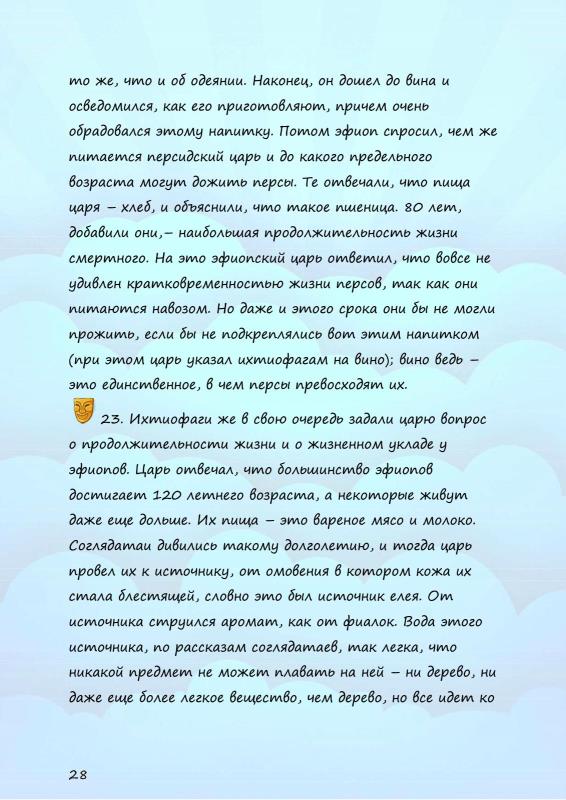 то же, что и об одеянии. Наконец, он дошел до вина и
осведомился, как его приготовляют, причем очень
обрадовался этому напитку. Потом эфиоп спросил, чем же
питается персидский царь и до какого предельного
возраста могут дожить персы. Те отвечали, что пища
царя – хлеб, и объяснили, что такое пшеница. 80 лет,
добавили они,– наибольшая продолжительность жизни
смертного. На это эфиопский царь ответил, что вовсе не
удивлен кратковременностью жизни персов, так как они
питаются навозом. Но даже и этого срока они бы не могли
прожить, если бы не подкреплялись вот этим напитком
(при этом царь указал ихтиофагам на вино); вино ведь –
это единственное, в чем персы превосходят их.
23. Ихтиофаги же в свою очередь задали царю вопрос
о продолжительности жизни и о жизненном укладе у
эфиопов. Царь отвечал, что большинство эфиопов
достигает 120 летнего возраста, а некоторые живут
даже еще дольше. Их пища – это вареное мясо и молоко.
Соглядатаи дивились такому долголетию, и тогда царь
провел их к источнику, от омовения в котором кожа их
стала блестящей, словно это был источник елея. От
источника струился аромат, как от фиалок. Вода этого
источника, по рассказам соглядатаев, так легка, что
никакой предмет не может плавать на ней – ни дерево, ни
даже еще более легкое вещество, чем дерево, но все идет ко
28